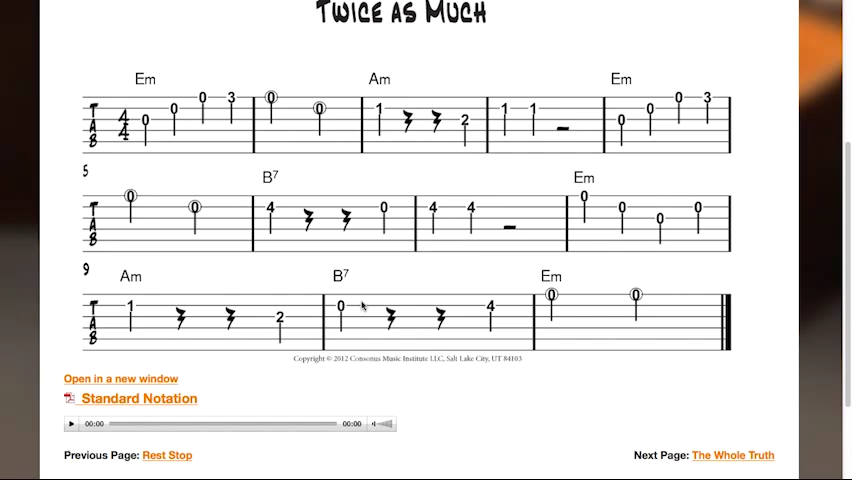 TWICE AS MUCH
Em Am Em
T A B 4 4 0 0 0 3 0 0 1 2 1 1 0 0 0 3
5
B7 Em
T A B 0 0 4 0 4 4 0 0 0 0
9
Am B7 Em
T A B 1 2 0 4 0 0
Copyright © 2012 Consonus Music Institute LLC, Salt Lake City, UT 84103
Open in a new window
Standard Notation
00:00 00:00
Previous Page: Rest Stop Next Page: The Whole Truth